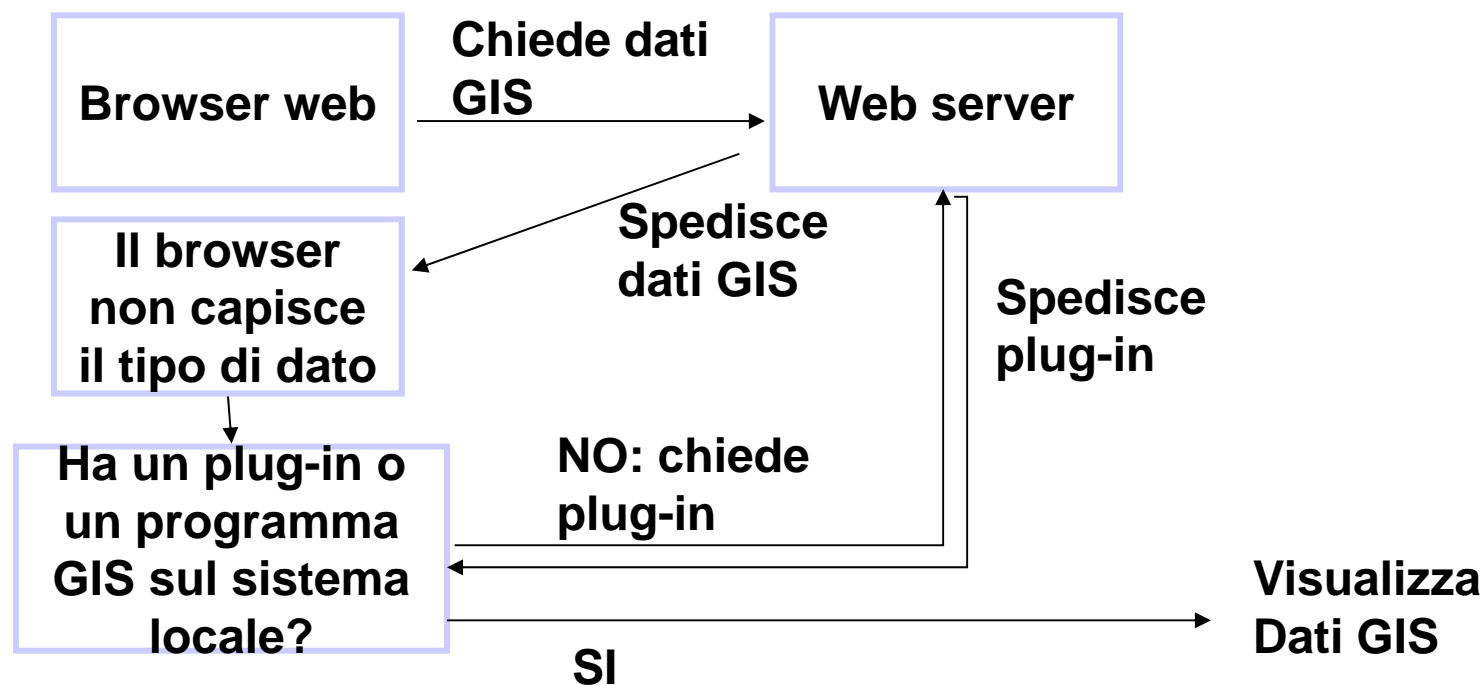 Browser web
Chiede dati
GIS
Web server
Il browser
non capisce
il tipo di dato
Spedisce
dati GIS
Spedisce
plug-in
Ha un plug-in o
un programma
GIS sul sistema
locale?
NO: chiede
plug-in
SI
Visualizza
Dati GIS